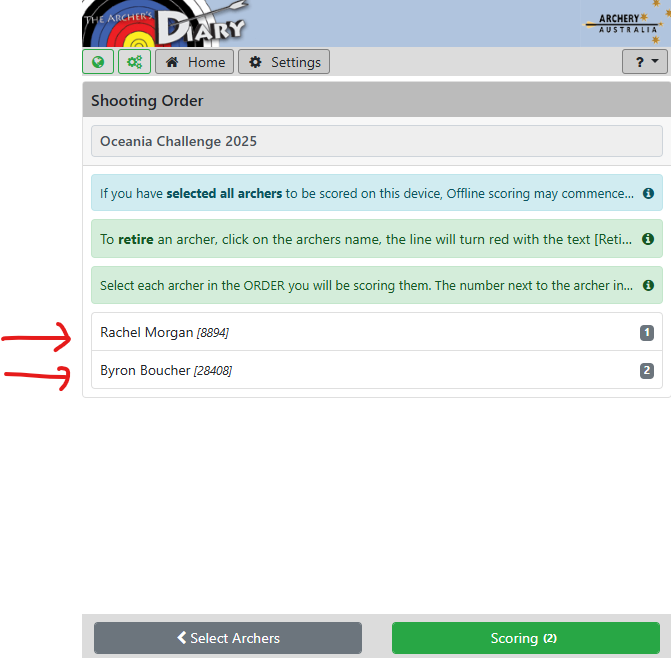 THE ARCHER'S
DIARY
ARCHERY
AUSTRALIA
Home
Settings
?
Shooting Order
Oceania Challenge 2025
If you have selected all archers to be scored on this device, Offline scoring may commence...
To retire an archer, click on the archers name, the line will turn red with the text [Reti...
Select each archer in the ORDER you will be scoring them. The number next to the archer in...
Rachel Morgan [8894] 1
Byron Boucher [28408] 2
Select Archers
Scoring (2)